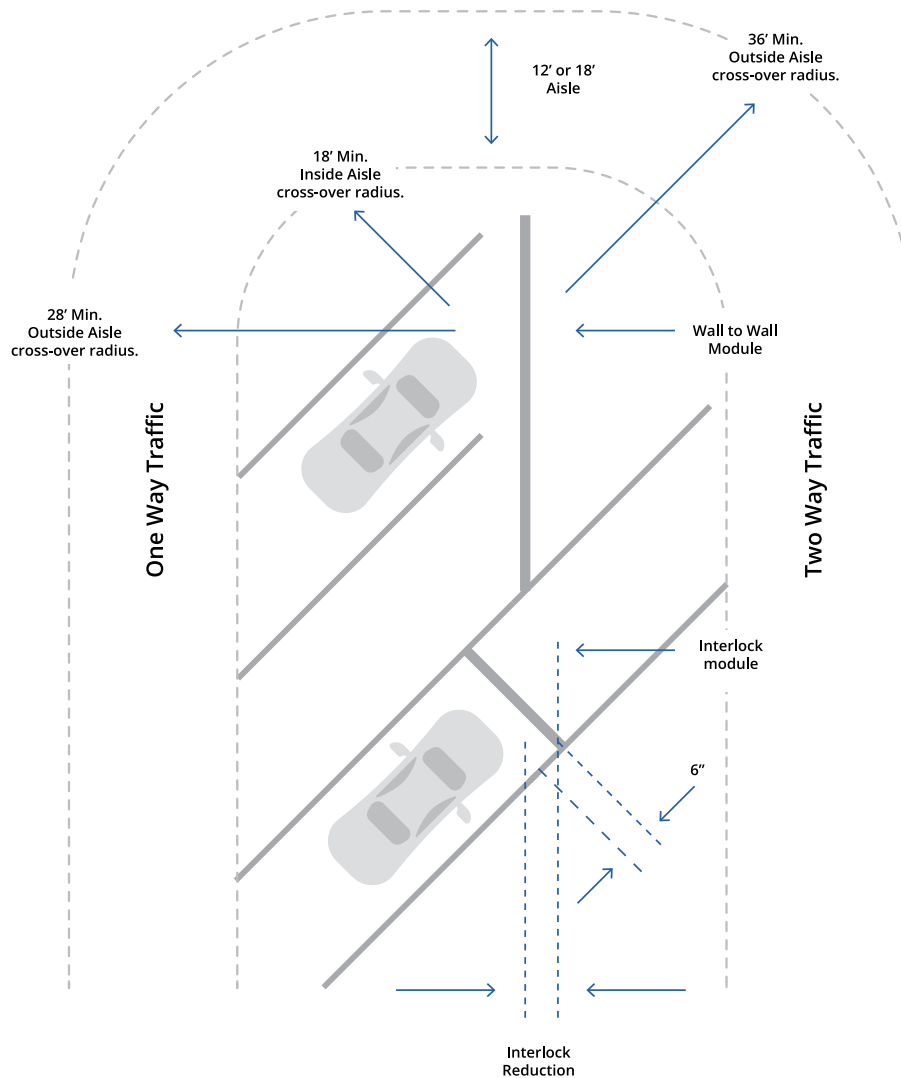 36’ Min.
Outside Aisle
cross-over radius.
12’ or 18’
Aisle
18’ Min.
Inside Aisle
cross-over radius.
28’ Min.
Outside Aisle
cross-over radius.
Wall to Wall
Module
One Way Traffic
Two Way Traffic
Interlock
module
6”
Interlock
Reduction